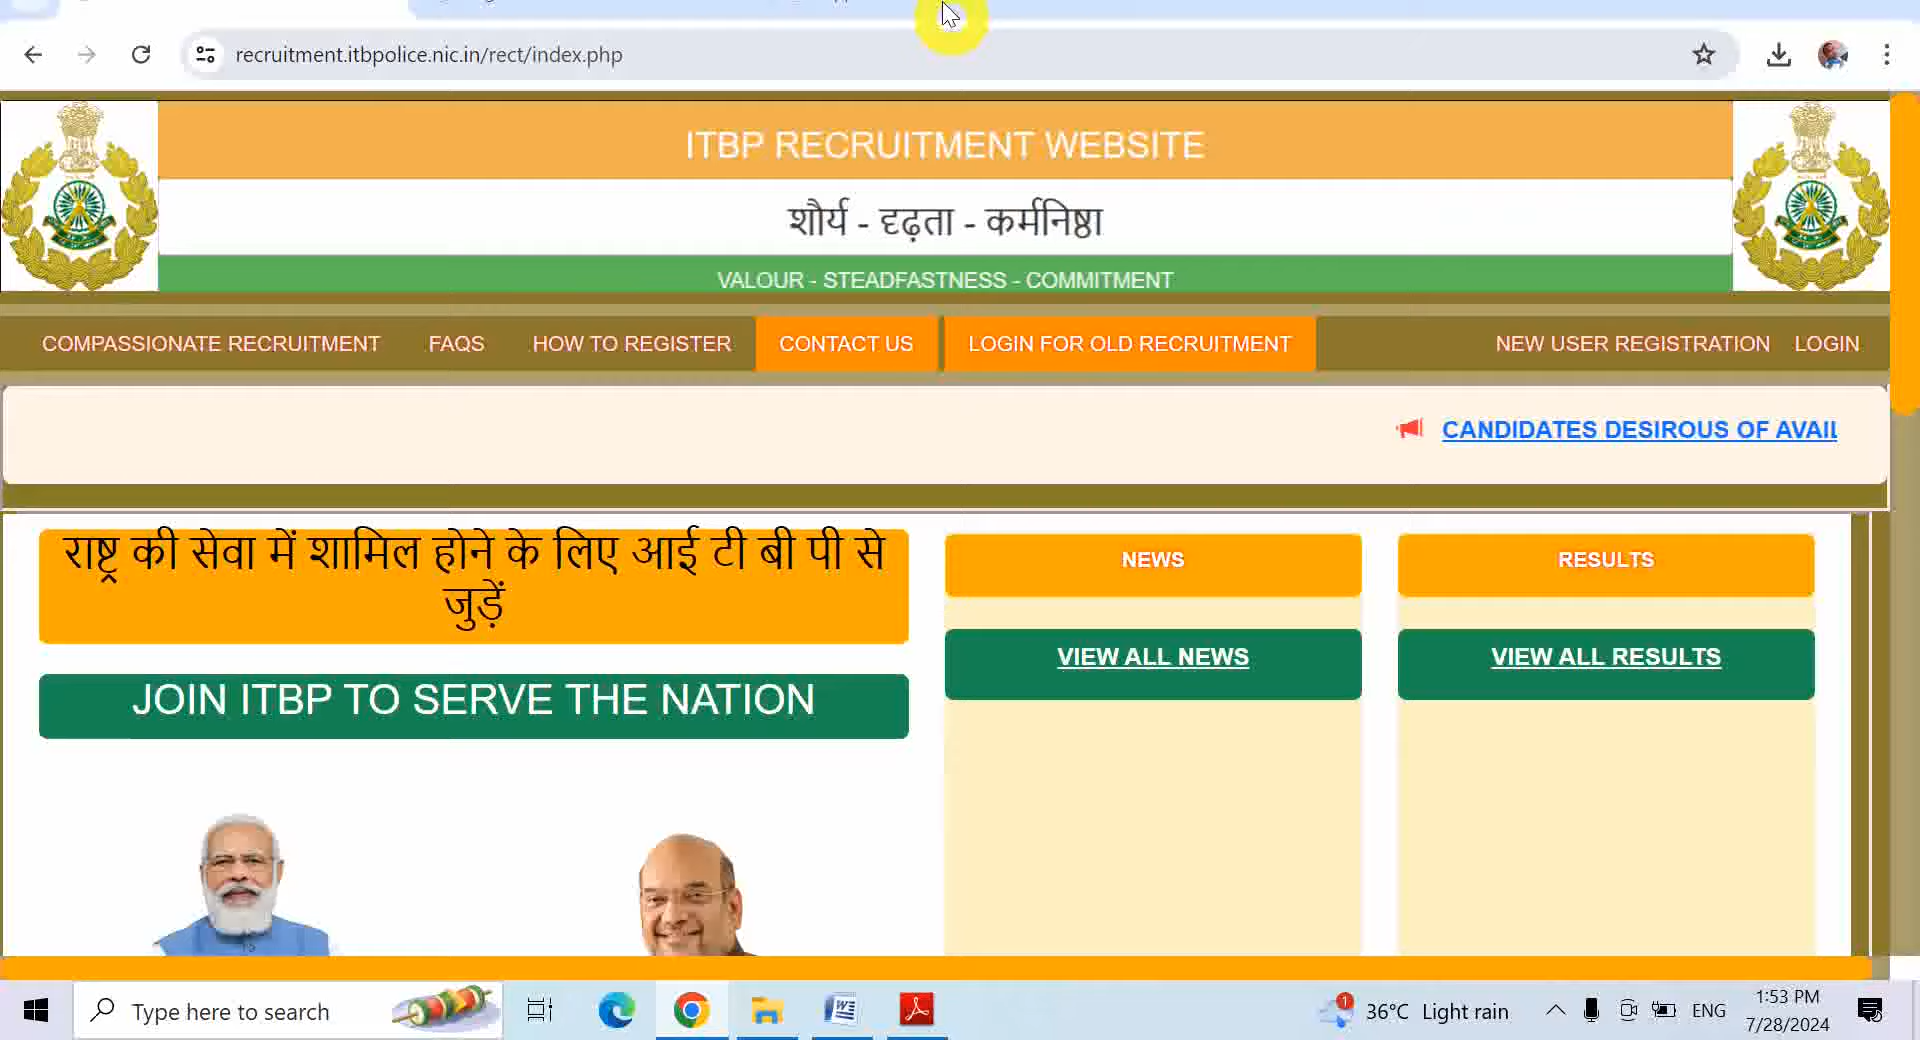 recruitment.itbpolice.nic.in/rect/index.php
ITBP RECRUITMENT WEBSITE
शौर्य - दृढ़ता - कर्मनिष्ठा
VALOUR - STEADFASTNESS - COMMITMENT
COMPASSIONATE RECRUITMENT FAQS HOW TO REGISTER CONTACT US LOGIN FOR OLD RECRUITMENT NEW USER REGISTRATION LOGIN
CANDIDATES DESIROUS OF AVAIL
राष्ट्र की सेवा में शामिल होने के लिए आई टी बी पी से
जुड़ें
JOIN ITBP TO SERVE THE NATION
NEWS
VIEW ALL NEWS
RESULTS
VIEW ALL RESULTS
Type here to search
1
36°C Light rain
ENG
1:53 PM
7/28/2024